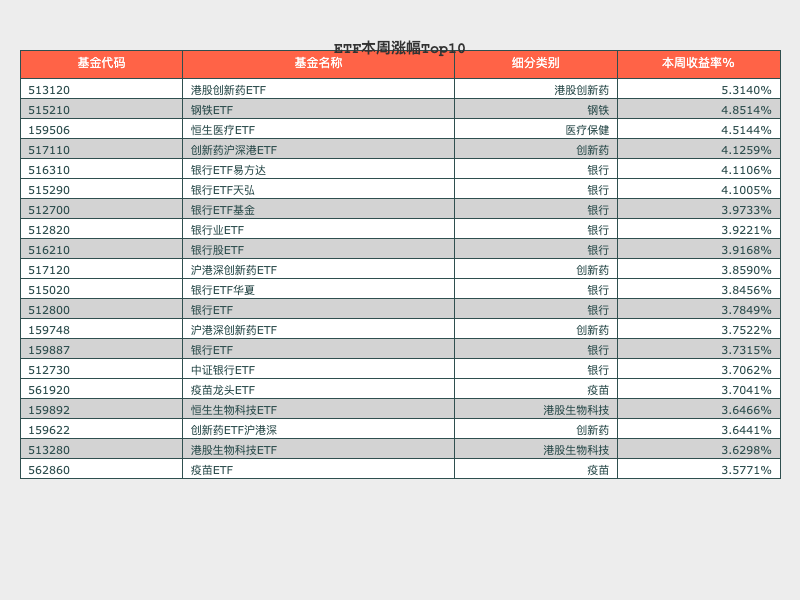 ETF本周涨幅Top10
基金代码 基金名称 细分类别 本周收益率%
513120 港股创新药ETF 港股创新药 5.3140%
515210 钢铁ETF 钢铁 4.8514%
159506 恒生医疗ETF 医疗保健 4.5144%
517110 创新药沪深港ETF 创新药 4.1259%
516310 银行ETF易方达 银行 4.1106%
515290 银行ETF天弘 银行 4.1005%
512700 银行ETF基金 银行 3.9733%
512820 银行业ETF 银行 3.9221%
516210 银行股ETF 银行 3.9168%
517120 沪港深创新药ETF 创新药 3.8590%
515020 银行ETF华夏 银行 3.8456%
512800 银行ETF 银行 3.7849%
159748 沪港深创新药ETF 创新药 3.7522%
159887 银行ETF 银行 3.7315%
512730 中证银行ETF 银行 3.7062%
561920 疫苗龙头ETF 疫苗 3.7041%
159892 恒生生物科技ETF 港股生物科技 3.6466%
159622 创新药ETF沪港深 创新药 3.6441%
513280 港股生物科技ETF 港股生物科技 3.6298%
562860 疫苗ETF 疫苗 3.5771%